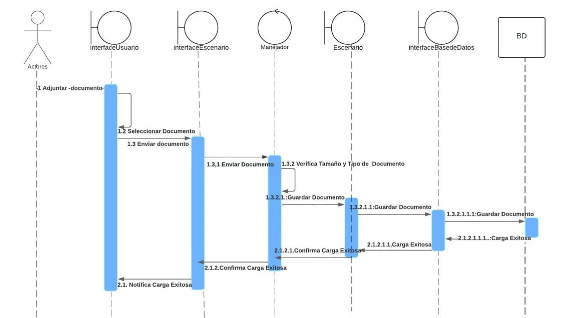 Actores
interfaceUsuario
interfaceEscenario
Manejador
Escenario
interfaceBasedeDatos
BD
1 Adjuntar -documento
1.2 Seleccionar Documento
1.3 Enviar documento
1.3,1 Enviar Documento
1.3.2 Verifica Tamaño y Tipo de Documento
1.3.2.1.:Guardar Documento
1.3.2.1.1:Guardar Documento
1.3.2.1.1.1:Guardar Documento
2.1.2.1.1.1..:Carga Exitosa
2.1.2.1.1,Carga Exitosa
2.1.2.1,Confirma Carga Exitosa
2.1.2.Confirma Carga Exitosa
2.1. Notifica Carga Exitosa